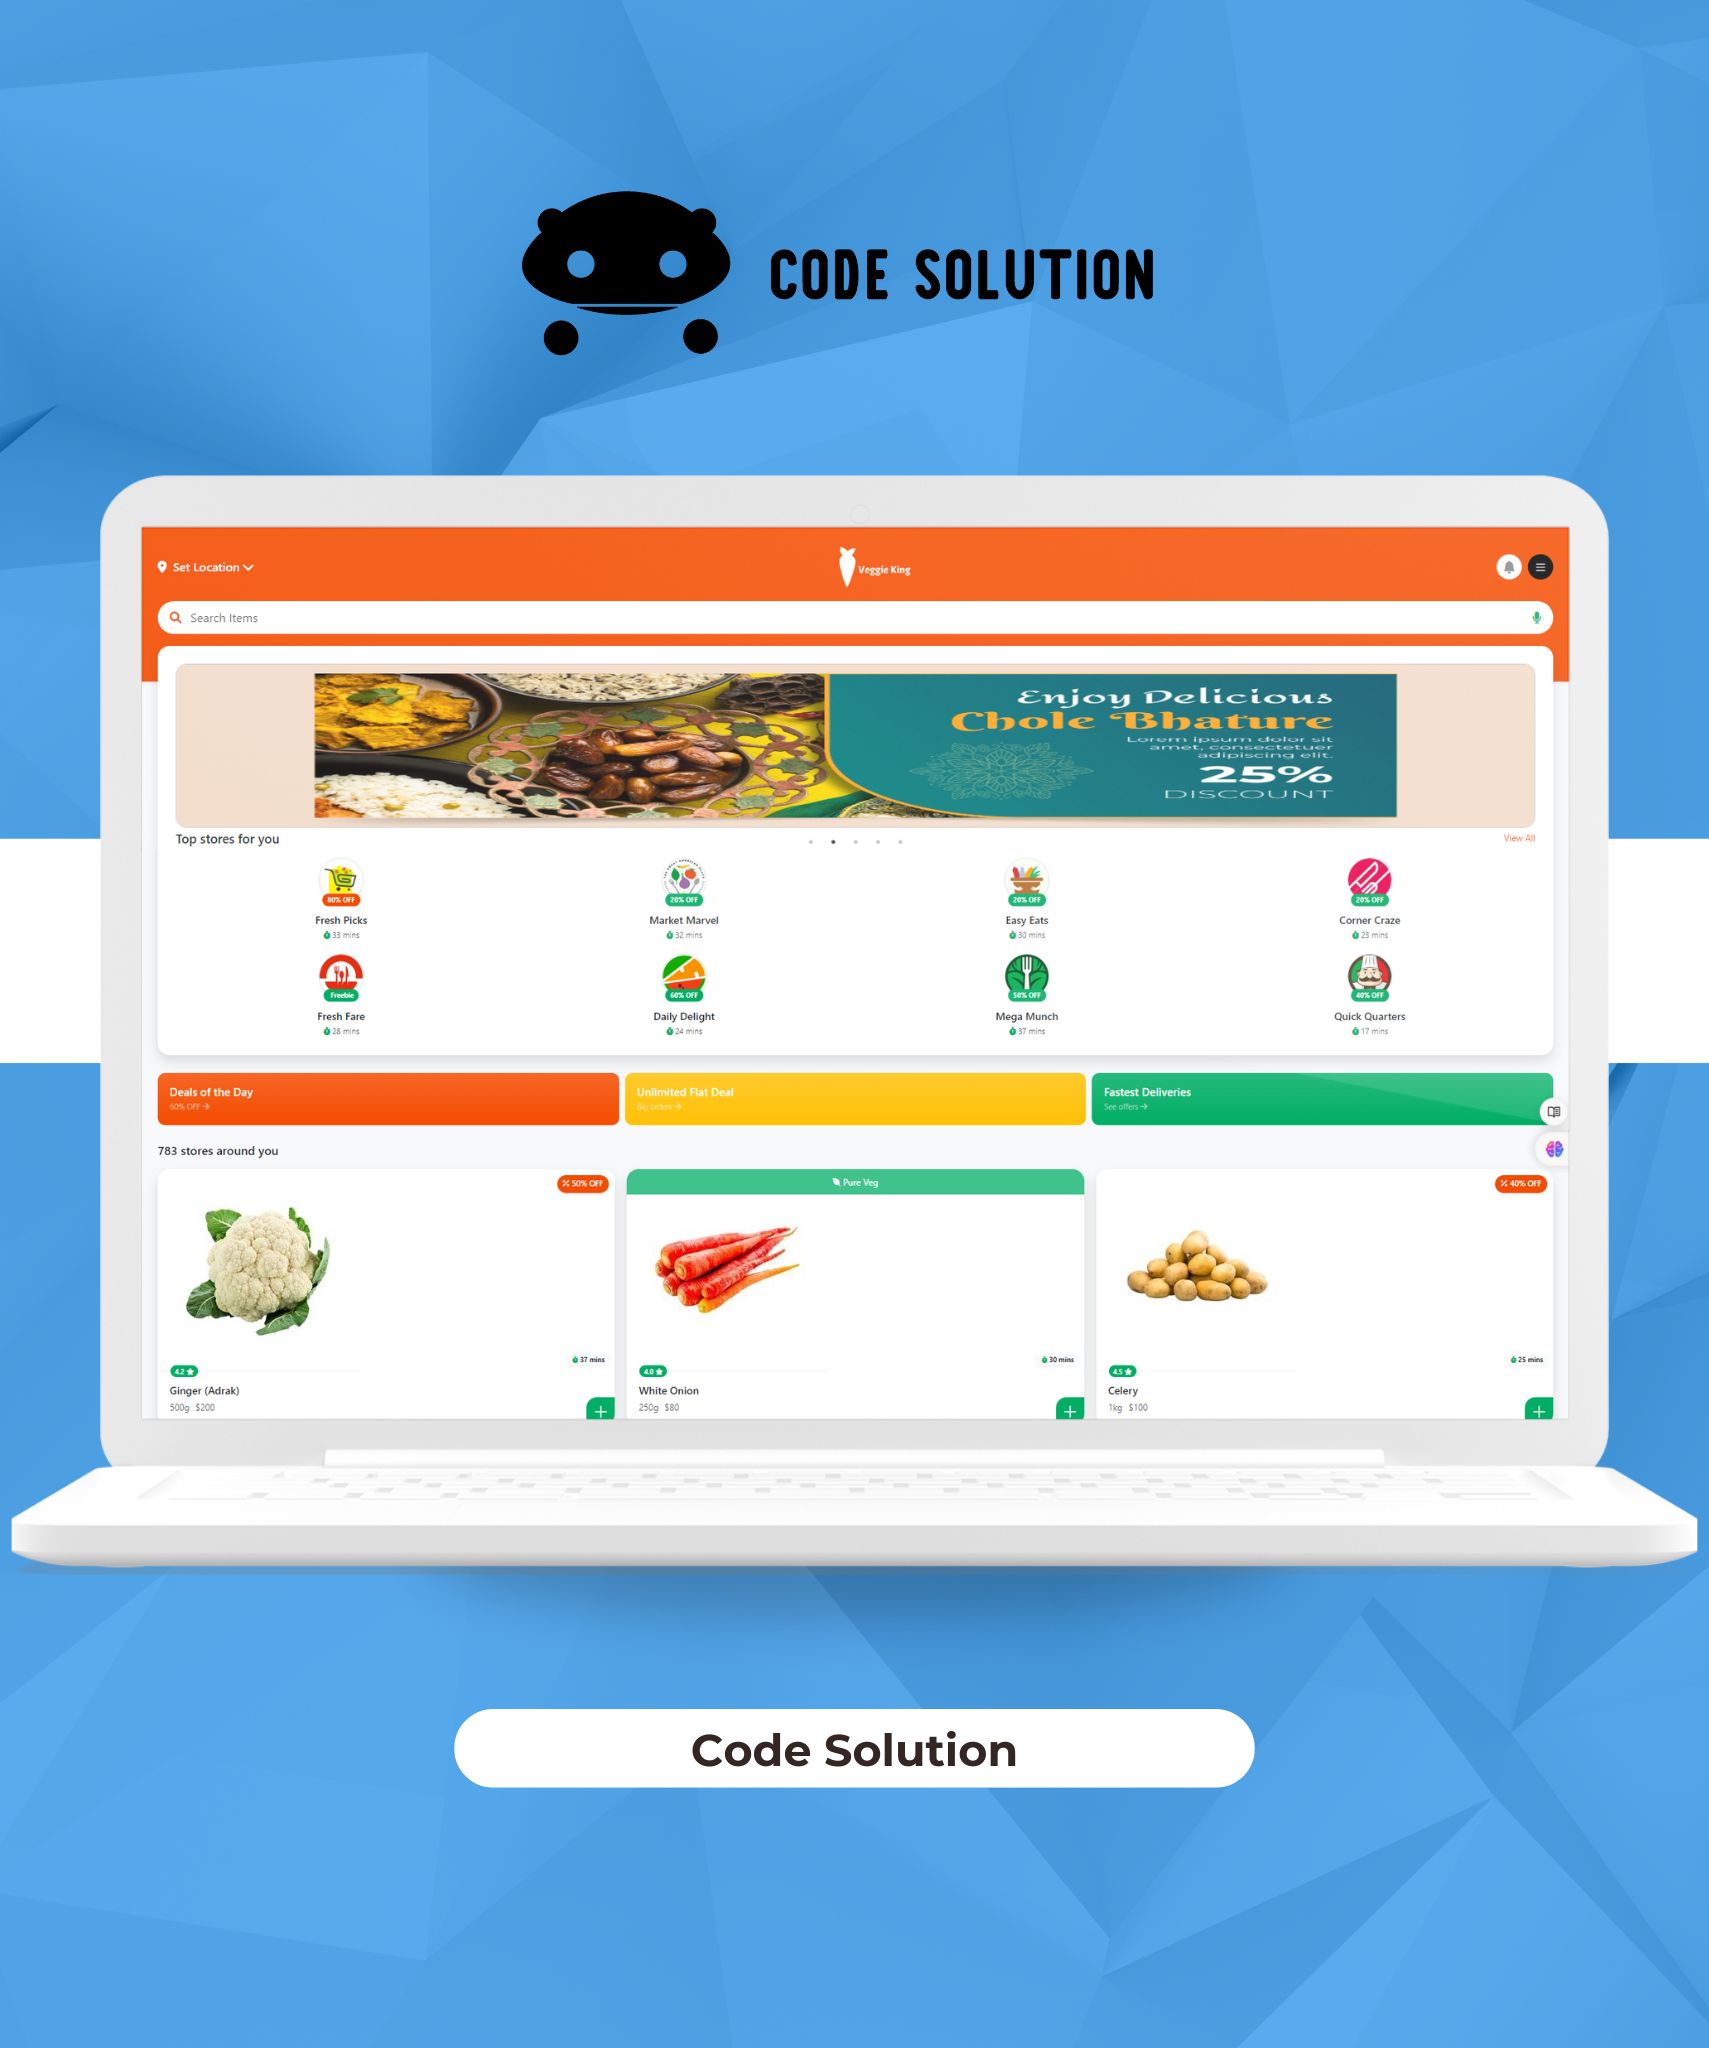 CODE SOLUTION
Set Location
Veggie King
Search Items
Enjoy Delicious
Chole Bhature
Lorem ipsum dolor sit
amet, consectetuer
adipiscing elit.
25%
DISCOUNT
Top stores for you
View All
80% OFF
20% OFF
20% OFF
20% OFF
Fresh Picks
Market Marvel
Easy Eats
Corner Craze
33 mins
32 mins
30 mins
23 mins
Freebie
60% OFF
50% OFF
40% OFF
Fresh Fare
Daily Delight
Mega Munch
Quick Quarters
28 mins
24 mins
37 mins
17 mins
Deals of the Day
60% OFF →
Unlimited Flat Deal
Big orders →
Fastest Deliveries
See offers →
783 stores around you
50% OFF
Pure Veg
40% OFF
37 mins
30 mins
25 mins
4.2
4.0
4.5
Ginger (Adrak)
White Onion
Celery
500g $200
250g $80
1kg $100
Code Solution